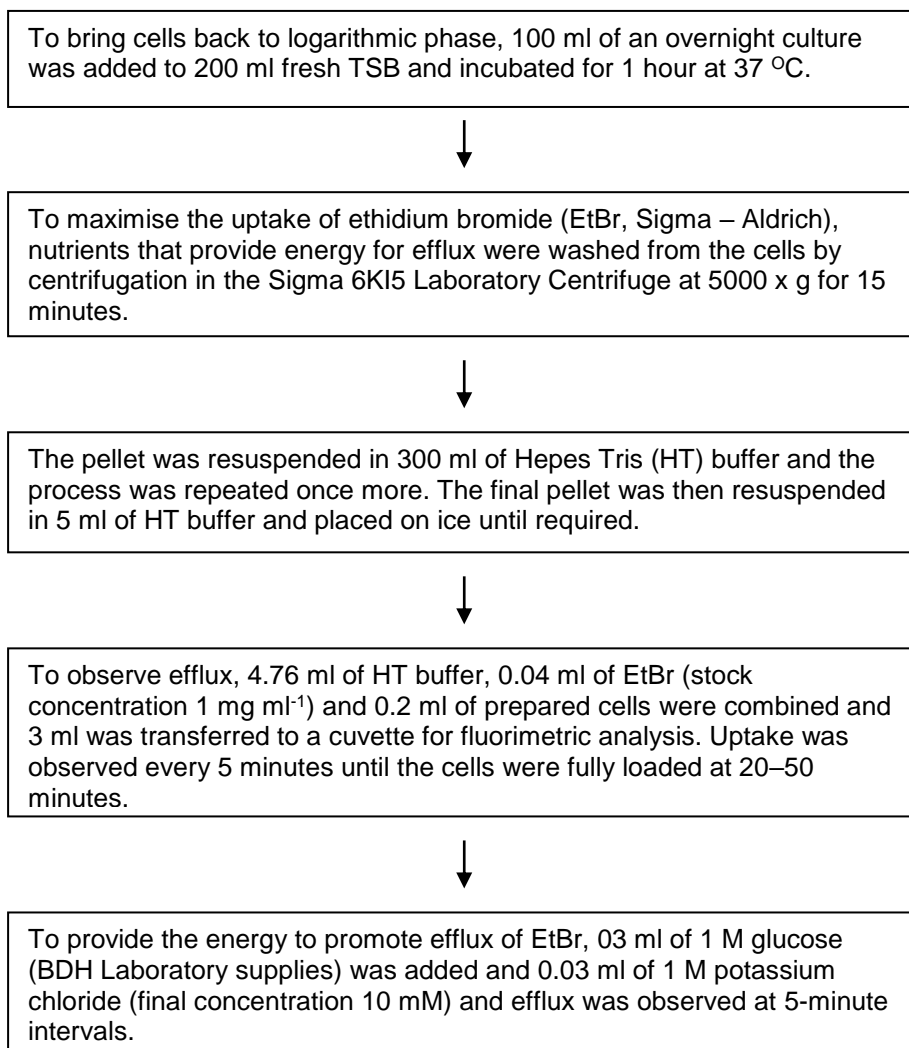 To bring cells back to logarithmic phase, 100 ml of an overnight culture
was added to 200 ml fresh TSB and incubated for 1 hour at 37 ᴼC.
To maximise the uptake of ethidium bromide (EtBr, Sigma – Aldrich),
nutrients that provide energy for efflux were washed from the cells by
centrifugation in the Sigma 6KI5 Laboratory Centrifuge at 5000 x g for 15
minutes.
The pellet was resuspended in 300 ml of Hepes Tris (HT) buffer and the
process was repeated once more. The final pellet was then resuspended
in 5 ml of HT buffer and placed on ice until required.
To observe efflux, 4.76 ml of HT buffer, 0.04 ml of EtBr (stock
concentration 1 mg ml⁻¹) and 0.2 ml of prepared cells were combined and
3 ml was transferred to a cuvette for fluorimetric analysis. Uptake was
observed every 5 minutes until the cells were fully loaded at 20–50
minutes.
To provide the energy to promote efflux of EtBr, 03 ml of 1 M glucose
(BDH Laboratory supplies) was added and 0.03 ml of 1 M potassium
chloride (final concentration 10 mM) and efflux was observed at 5-minute
intervals.